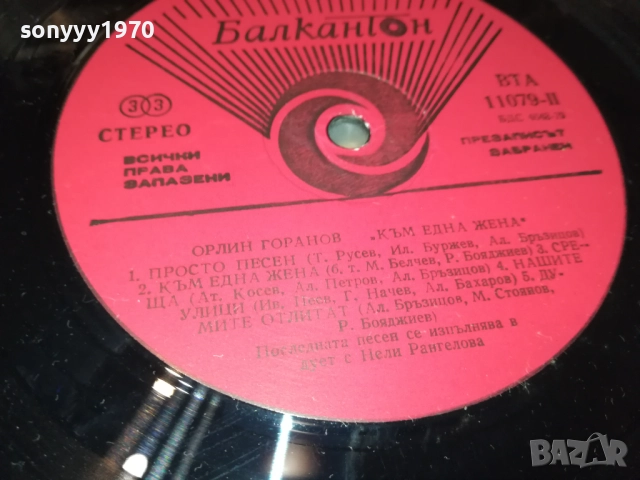 sonyyy1970
Балкантон
33
СТЕРЕО
ВТА
11079-II
ВСИЧКИ
ПРАВА
ЗАПАЗЕНИ
ПРЕЗАПИСЪТ
ЗАБРАНЕН
ОРЛИН ГОРАНОВ „КЪМ ЕДНА ЖЕНА"
1. ПРОСТО ПЕСЕН (Т. Русев, Ил. Буржев, Ал. Бръзицов)
2. КЪМ ЕДНА ЖЕНА (б. т. М. Белчев, Р. Бояджиев) 3. СРЕ-
ЩА (Ат. Косев, Ал. Петров, Ал. Бръзицов) 4. НАШИТЕ
УЛИЦИ (Ив. Пеев, Г. Начев, Ал. Бахаров) 5. ДУ-
МИТЕ ОТЛИТАТ (Ал. Бръзицов, М. Стоянов,
Р. Бояджиев)
Последната песен се изпълнява в
дует с Нели Рангелова
BAZAR
bg